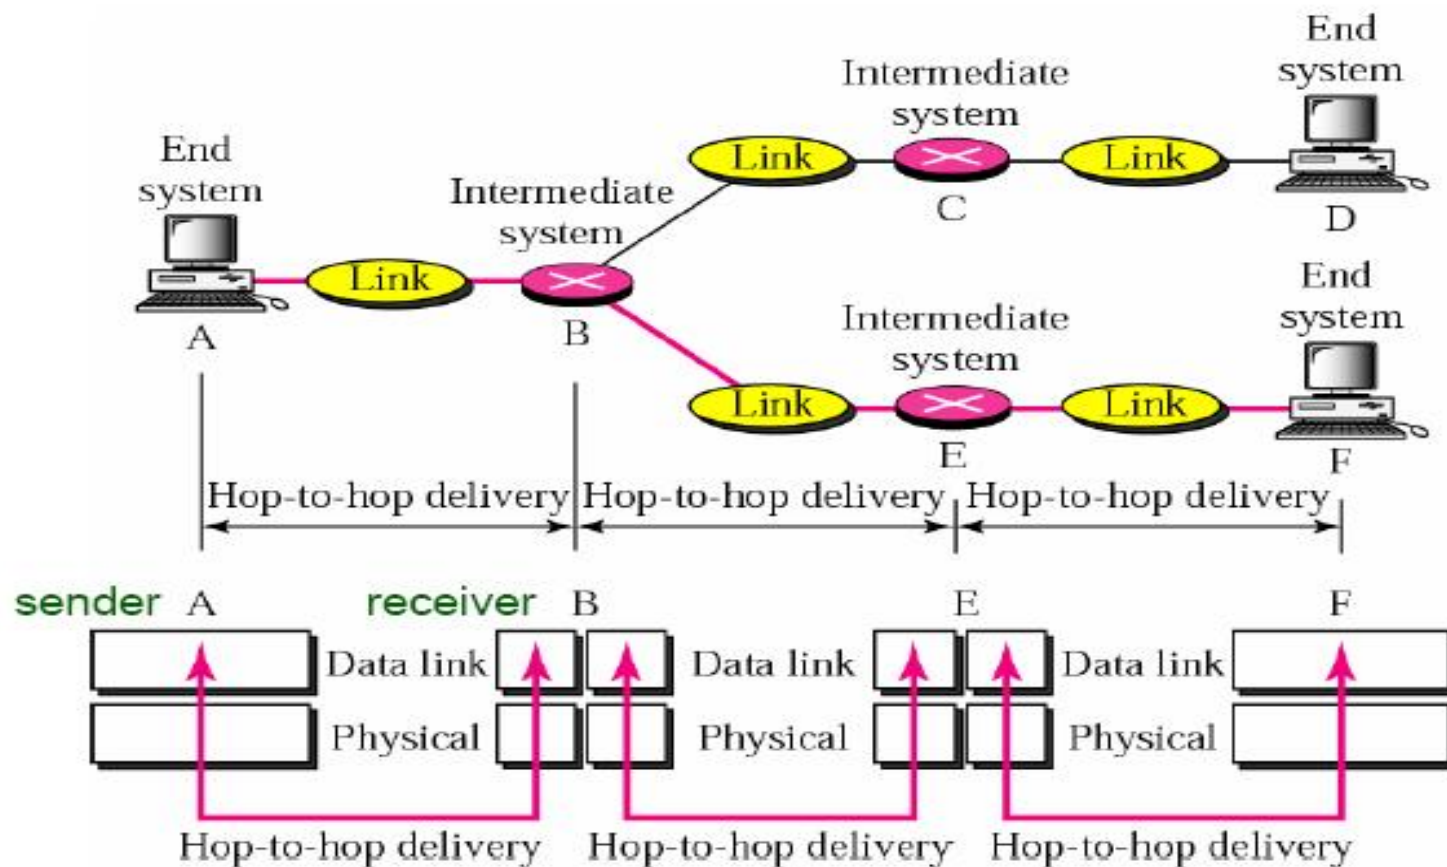 End
system
Intermediate
system
Link
Link
C
D
End
system
Intermediate
system
Link
A
B
End
system
Intermediate
system
Link
Link
E
F
Hop-to-hop delivery
Hop-to-hop delivery
Hop-to-hop delivery
sender A
receiver B
E
F
Data link
Data link
Data link
Physical
Physical
Physical
Hop-to-hop delivery
Hop-to-hop delivery
Hop-to-hop delivery